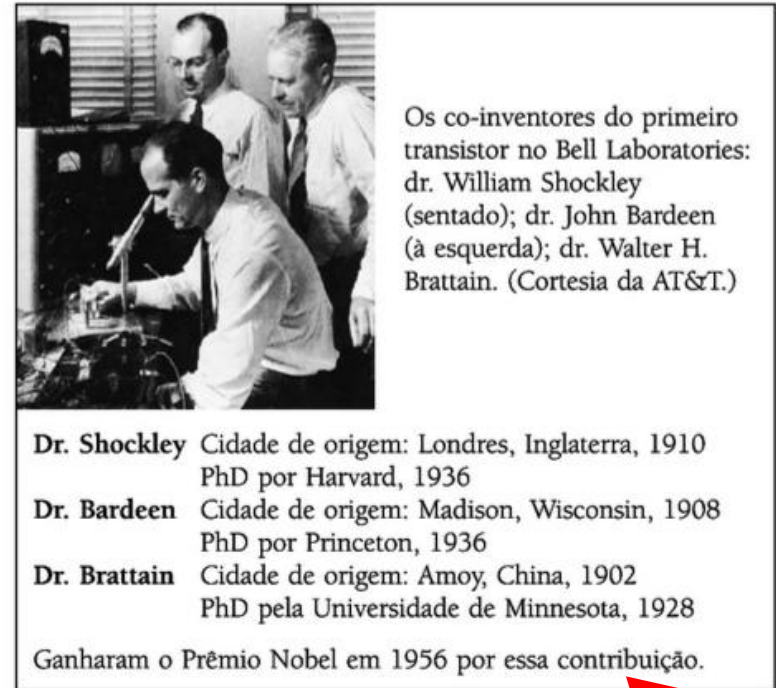 Os co-inventores do primeiro
transistor no Bell Laboratories:
dr. William Shockley
(sentado); dr. John Bardeen
(à esquerda); dr. Walter H.
Brattain. (Cortesia da AT&T.)
Dr. Shockley Cidade de origem: Londres, Inglaterra, 1910
PhD por Harvard, 1936
Dr. Bardeen Cidade de origem: Madison, Wisconsin, 1908
PhD por Princeton, 1936
Dr. Brattain Cidade de origem: Amoy, China, 1902
PhD pela Universidade de Minnesota, 1928
Ganharam o Prêmio Nobel em 1956 por essa contribuição.